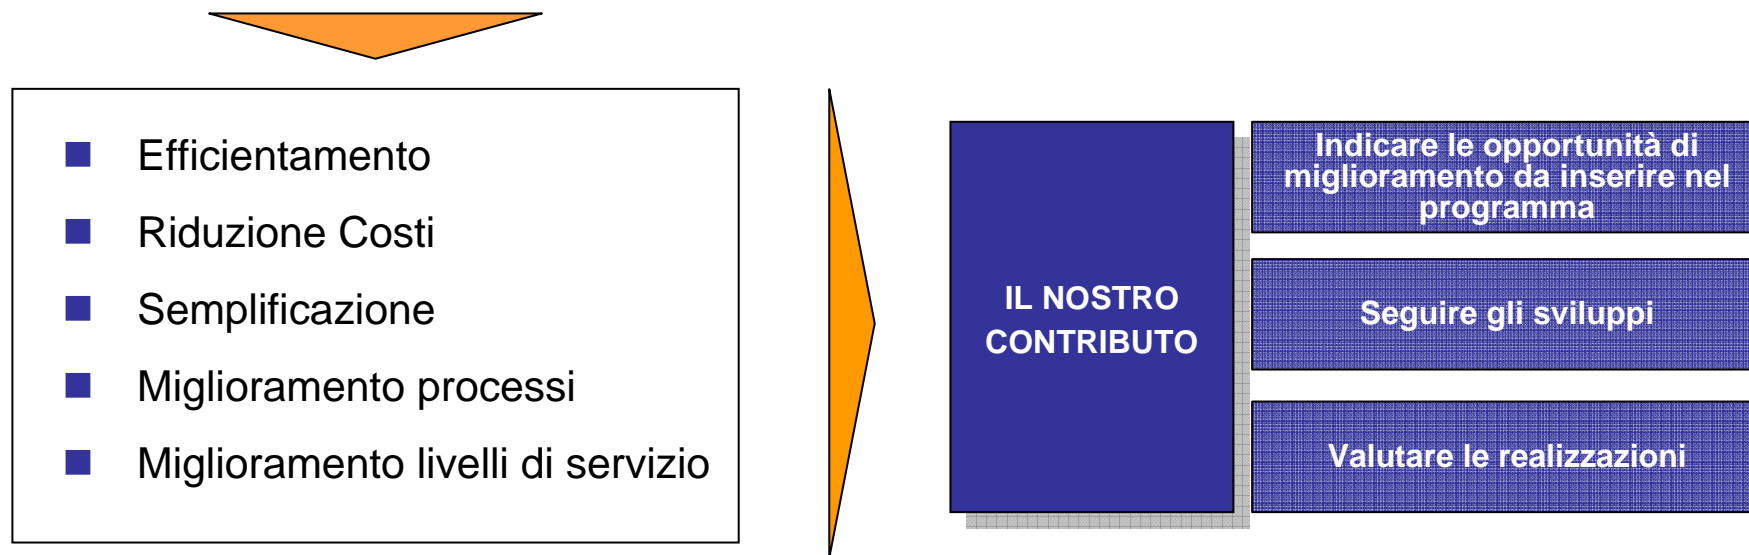 Efficientamento
Riduzione Costi
Semplificazione
Miglioramento processi
Miglioramento livelli di servizio
IL NOSTRO
CONTRIBUTO
Indicare le opportunità di
miglioramento da inserire nel
programma
Seguire gli sviluppi
Valutare le realizzazioni